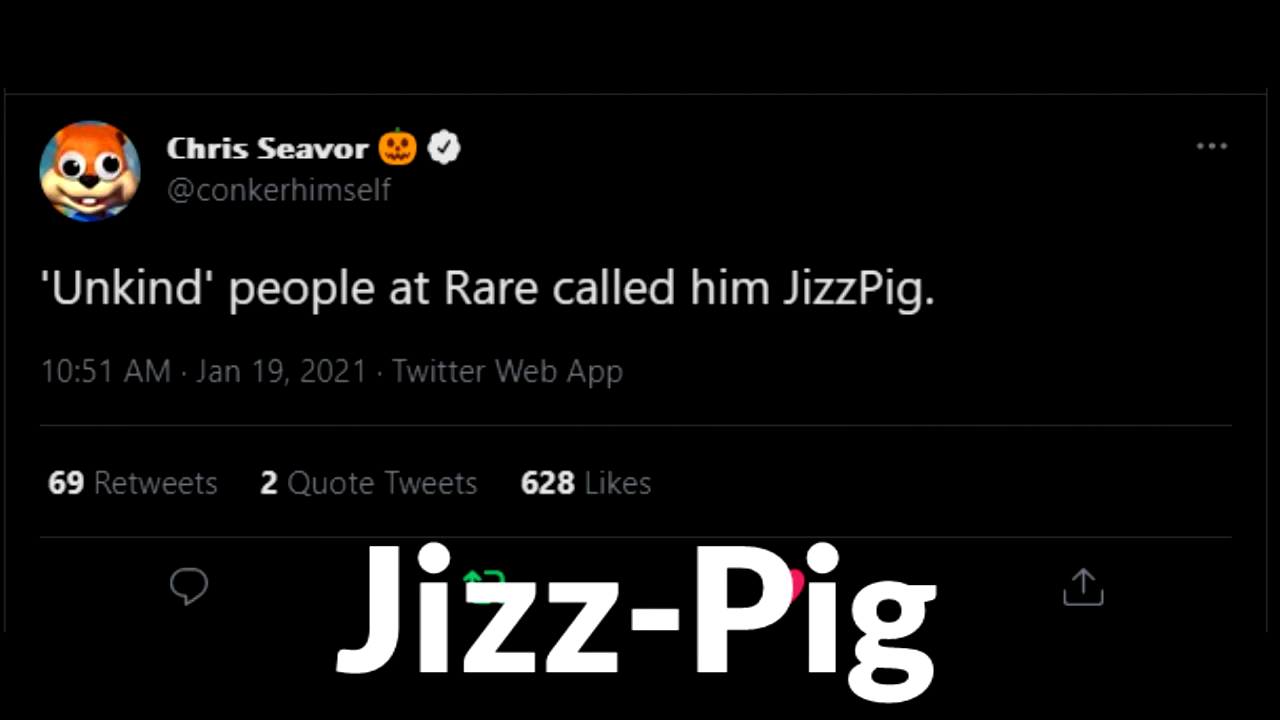 Chris Seavor 🎃
@conkerhimself
'Unkind' people at Rare called him JizzPig.
10:51 AM · Jan 19, 2021 · Twitter Web App
69 Retweets 2 Quote Tweets 628 Likes
Jizz-Pig